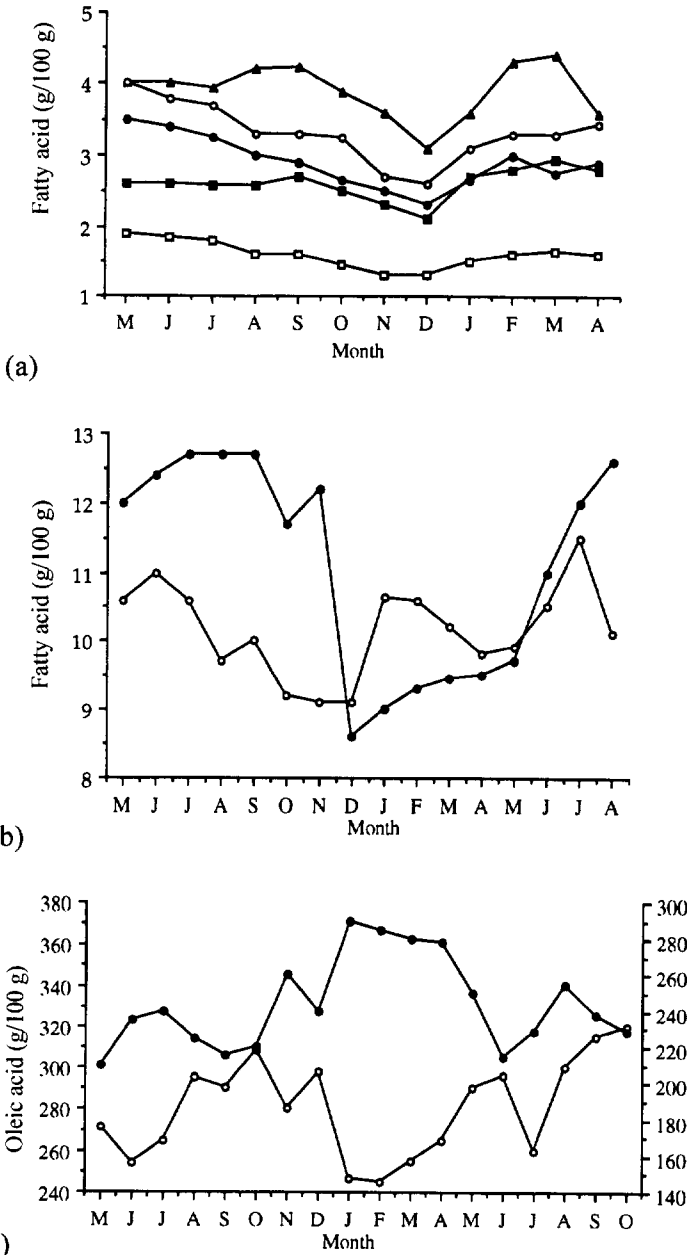 Fatty acid (g/100 g)
5
4
3
2
1
M J J A S O N D J F M A
Month
(a)
Fatty acid (g/100 g)
13
12
11
10
9
8
M J J A S O N D J F M A M J J A
Month
b)
Oleic acid (g/100 g)
380
360
340
320
300
280
260
240
300
280
260
240
220
200
180
160
140
M J J A S O N D J F M A M J J A S O
Month
)